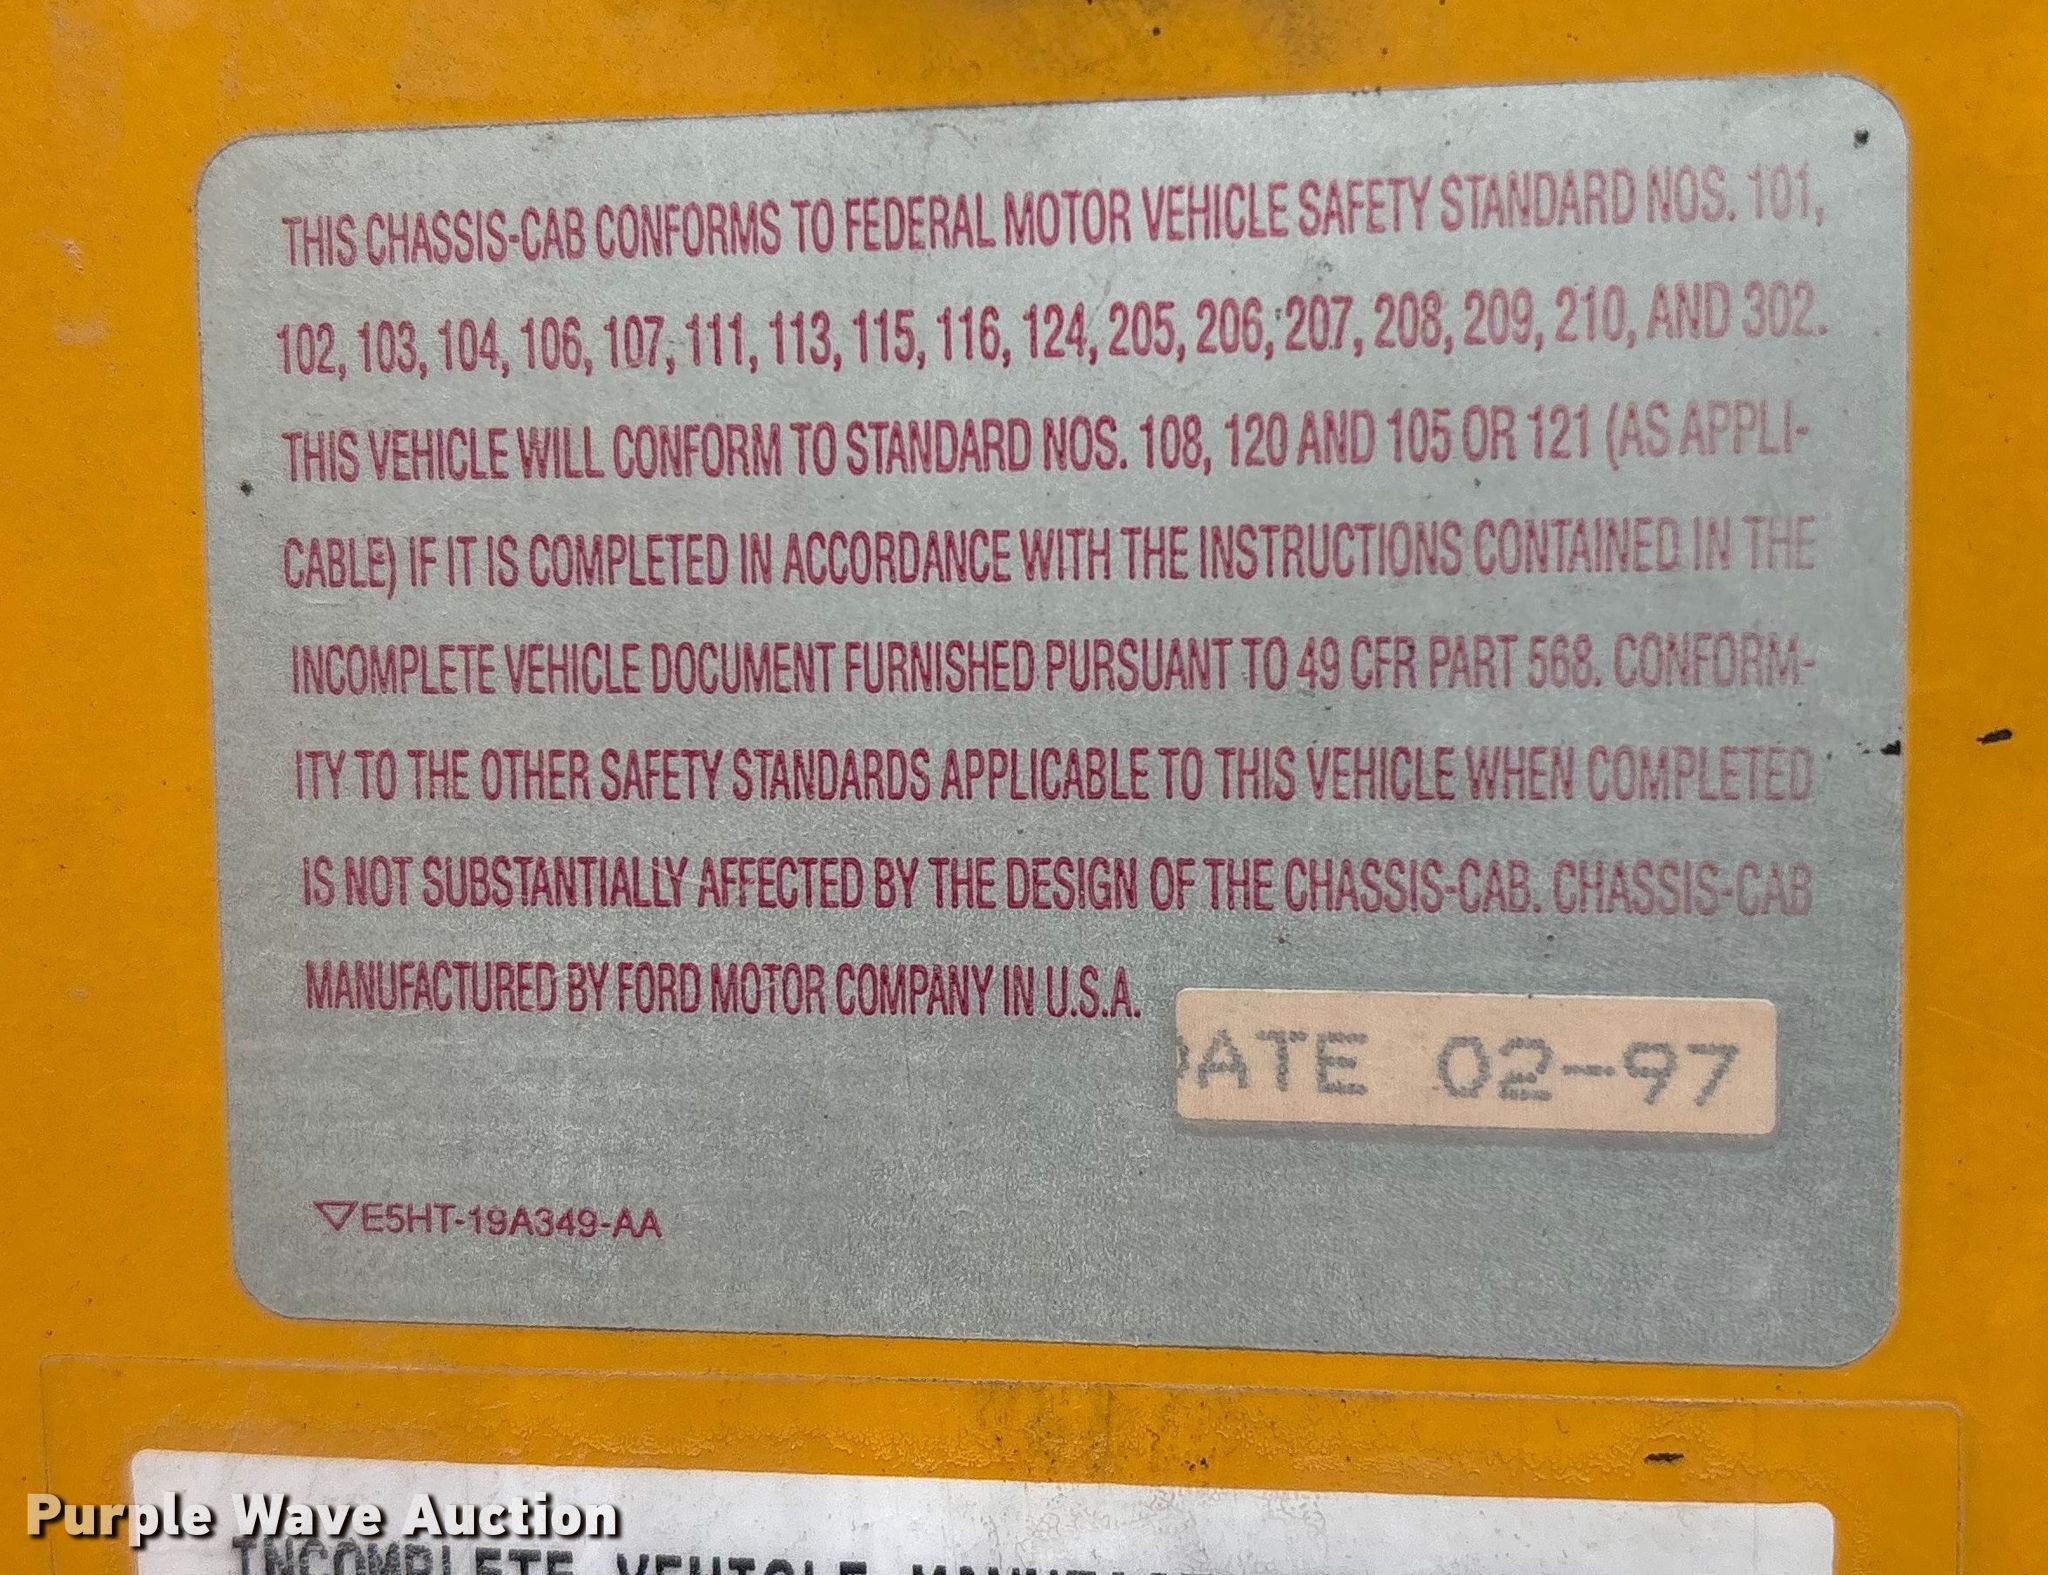 THIS CHASSIS-CAB CONFORMS TO FEDERAL MOTOR VEHICLE SAFETY STANDARD NOS. 101,
102, 103, 104, 106, 107, 111, 113, 115, 116, 124, 205, 206, 207, 208, 209, 210, AND 302.
THIS VEHICLE WILL CONFORM TO STANDARD NOS. 108, 120 AND 105 OR 121 (AS APPLI-
CABLE) IF IT IS COMPLETED IN ACCORDANCE WITH THE INSTRUCTIONS CONTAINED IN THE
INCOMPLETE VEHICLE DOCUMENT FURNISHED PURSUANT TO 49 CFR PART 568. CONFORM-
ITY TO THE OTHER SAFETY STANDARDS APPLICABLE TO THIS VEHICLE WHEN COMPLETED
IS NOT SUBSTANTIALLY AFFECTED BY THE DESIGN OF THE CHASSIS-CAB. CHASSIS-CAB
MANUFACTURED BY FORD MOTOR COMPANY IN U.S.A.
DATE 02-97
▽E5HT-19A349-AA
Purple Wave Auction
INCOMPLETE VEHICLE